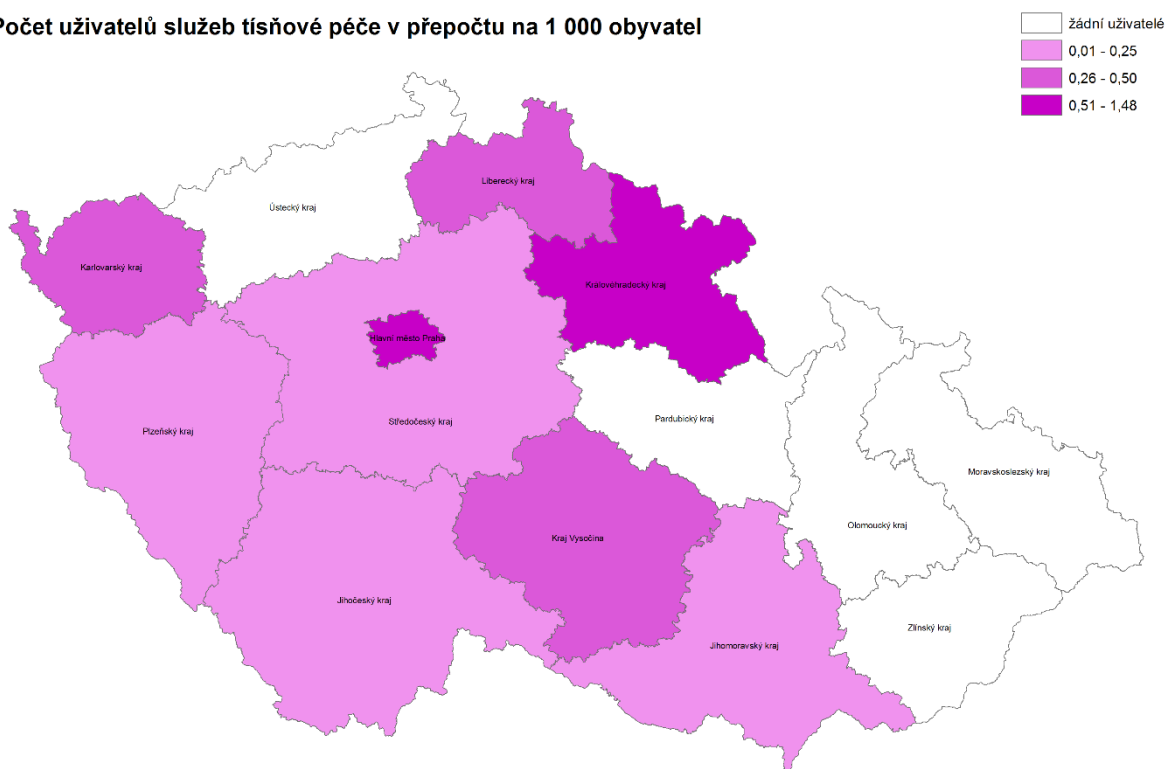 Počet uživatelů služeb tísňové péče v přepočtu na 1 000 obyvatel
žádní uživatelé
0,01 - 0,25
0,26 - 0,50
0,51 - 1,48
Liberecký kraj
Ústecký kraj
Karlovarský kraj
Královéhradecký kraj
Hlavní město Praha
Pardubický kraj
Středočeský kraj
Plzeňský kraj
Moravskoslezský kraj
Olomoucký kraj
Kraj Vysočina
Jihočeský kraj
Zlínský kraj
Jihomoravský kraj